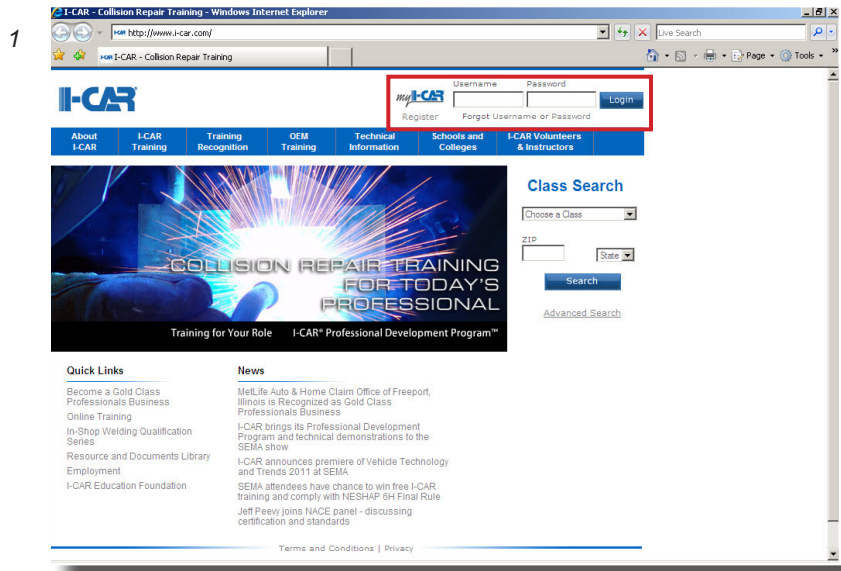 1
I-CAR - Collision Repair Training - Windows Internet Explorer
http://www.i-car.com/
Live Search
I-CAR - Collision Repair Training
Page
Tools
I-CAR
my I-CAR
Username
Password
Login
Register
Forgot Username or Password
About I-CAR
I-CAR Training
Training Recognition
OEM Training
Technical Information
Schools and Colleges
I-CAR Volunteers & Instructors
COLLISION REPAIR TRAINING
FOR TODAY'S
PROFESSIONAL
Training for Your Role
I-CAR® Professional Development Program™
Class Search
Choose a Class
ZIP
State
Search
Advanced Search
Quick Links
Become a Gold Class
Professionals Business
Online Training
In-Shop Welding Qualification
Series
Resource and Documents Library
Employment
I-CAR Education Foundation
News
MetLife Auto & Home Claim Office of Freeport,
Illinois is Recognized as Gold Class
Professionals Business
I-CAR brings its Professional Development
Program and technical demonstrations to the
SEMA show
I-CAR announces premiere of Vehicle Technology
and Trends 2011 at SEMA
SEMA attendees have chance to win free I-CAR
training and comply with NESHAP 6H Final Rule
Jeff Peevy joins NACE panel - discussing
certification and standards
Terms and Conditions | Privacy